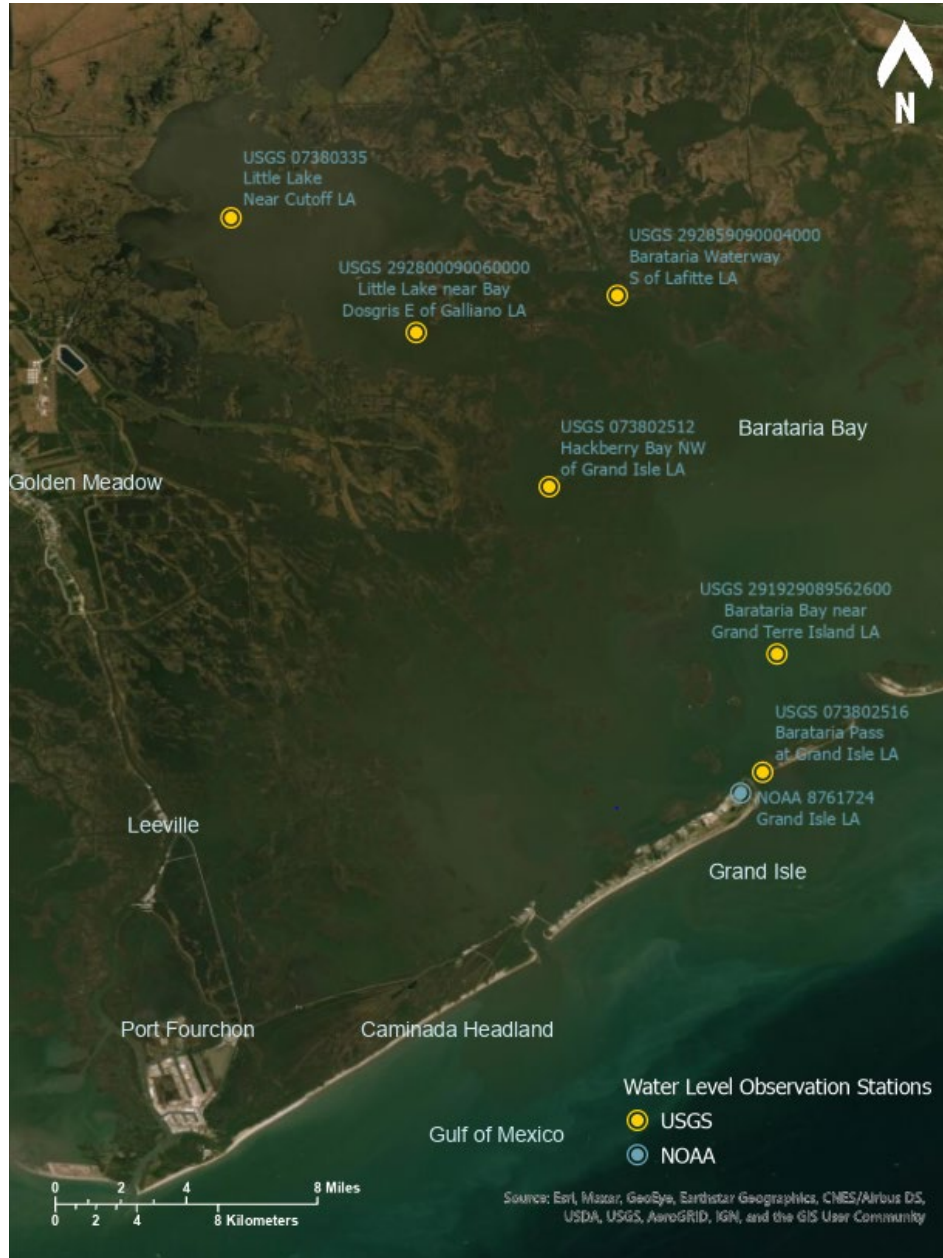 N
USGS 07380335
Little Lake
Near Cutoff LA
USGS 292859090004000
Barataria Waterway
S of Lafitte LA
USGS 292800090060000
Little Lake near Bay
Dosgris E of Galliano LA
USGS 073802512
Hackberry Bay NW
of Grand Isle LA
Barataria Bay
Golden Meadow
USGS 291929089562600
Barataria Bay near
Grand Terre Island LA
USGS 073802516
Barataria Pass
at Grand Isle LA
NOAA 8761724
Grand Isle LA
Leeville
Grand Isle
Port Fourchon
Caminada Headland
Water Level Observation Stations
USGS
NOAA
Gulf of Mexico
0 2 4 8 Miles
0 2 4 8 Kilometers
Source: Esri, Maxar, GeoEye, Earthstar Geographics, CNES/Airbus DS,
USDA, USGS, AeroGRID, IGN, and the GIS User Community